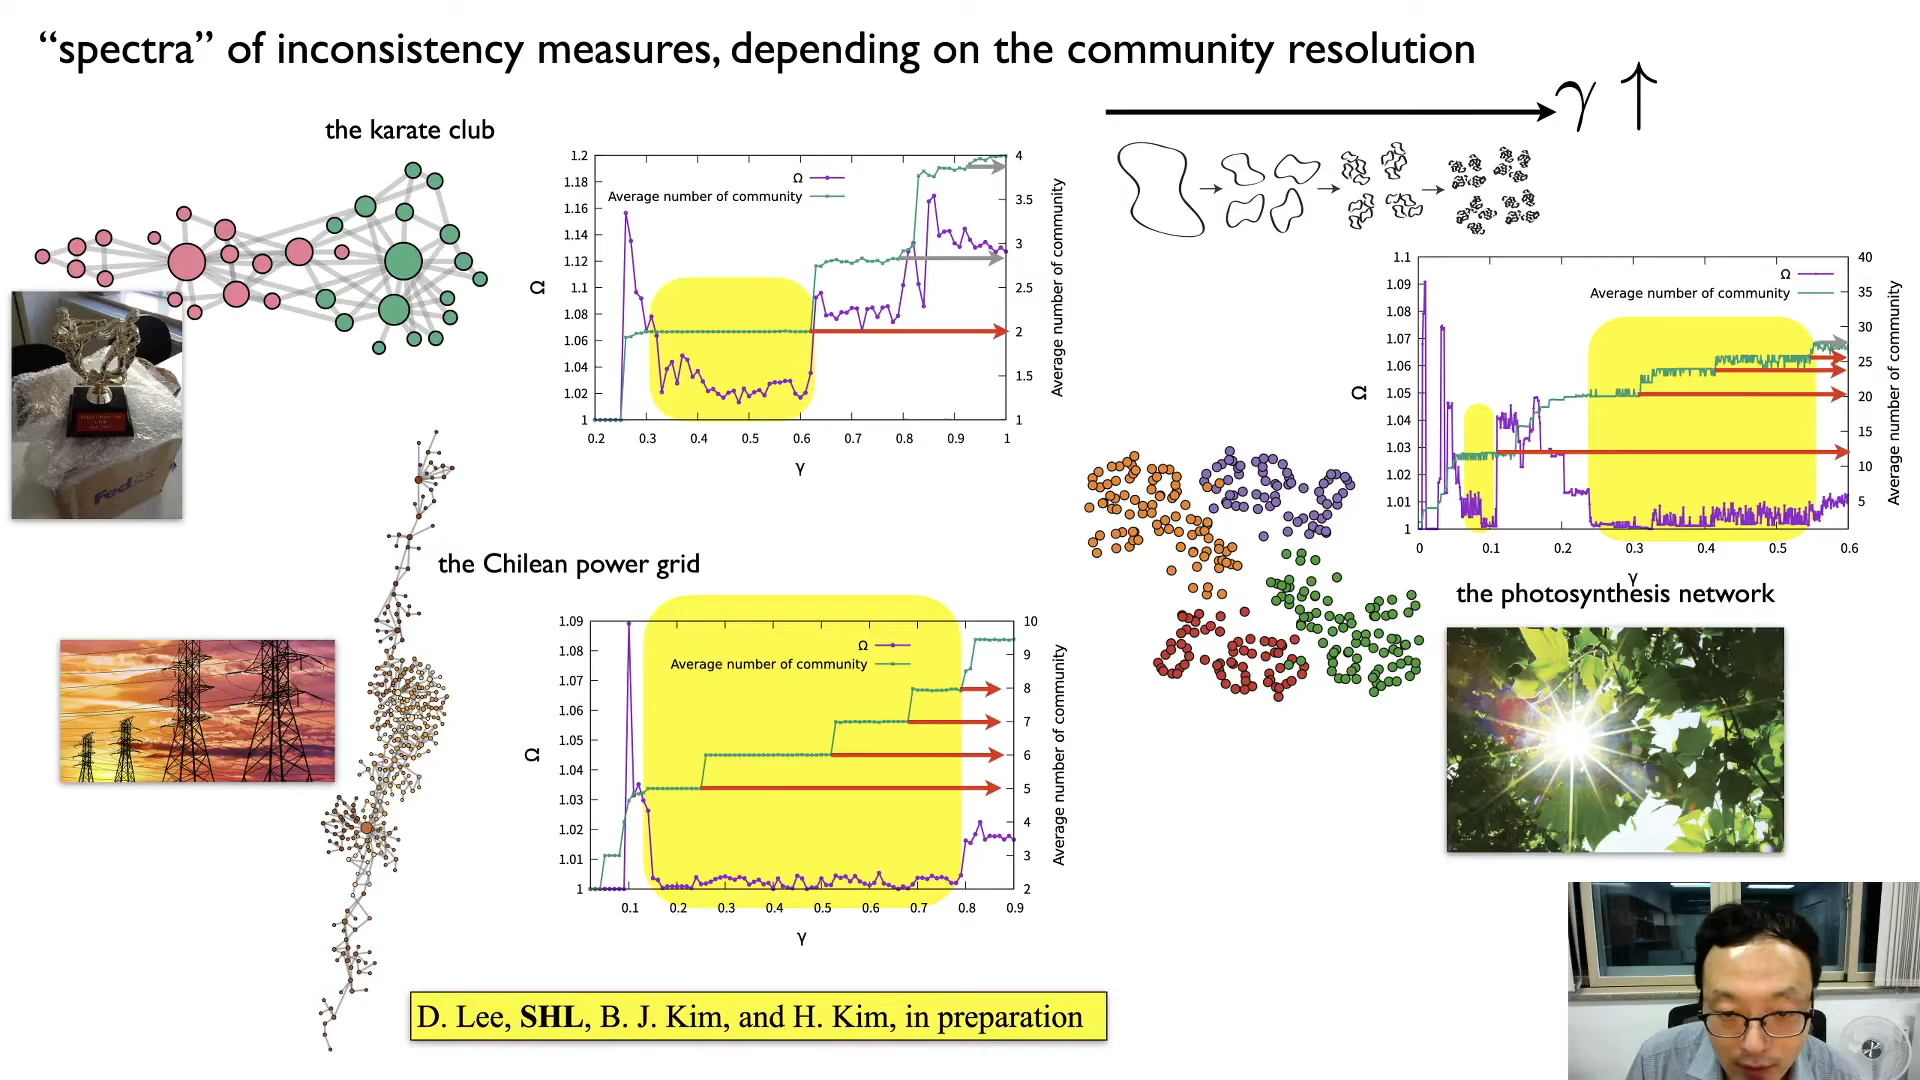 “spectra” of inconsistency measures, depending on the community resolution
γ ↑
the karate club
Ω
Average number of community
1.2
1.18
1.16
1.14
1.12
1.1
1.08
1.06
1.04
1.02
1
4
3.5
3
2.5
2
1.5
1
0.2 0.3 0.4 0.5 0.6 0.7 0.8 0.9 1
Ω
γ
Average number of community
FedEx
Ω
Average number of community
1.1
1.09
1.08
1.07
1.06
1.05
1.04
1.03
1.02
1.01
1
40
35
30
25
20
15
10
5
0 0.1 0.2 0.3 0.4 0.5 0.6
Ω
γ
Average number of community
the photosynthesis network
the Chilean power grid
Ω
Average number of community
1.09
1.08
1.07
1.06
1.05
1.04
1.03
1.02
1.01
1
10
9
8
7
6
5
4
3
2
0.1 0.2 0.3 0.4 0.5 0.6 0.7 0.8 0.9
Ω
γ
Average number of community
D. Lee, SHL, B. J. Kim, and H. Kim, in preparation